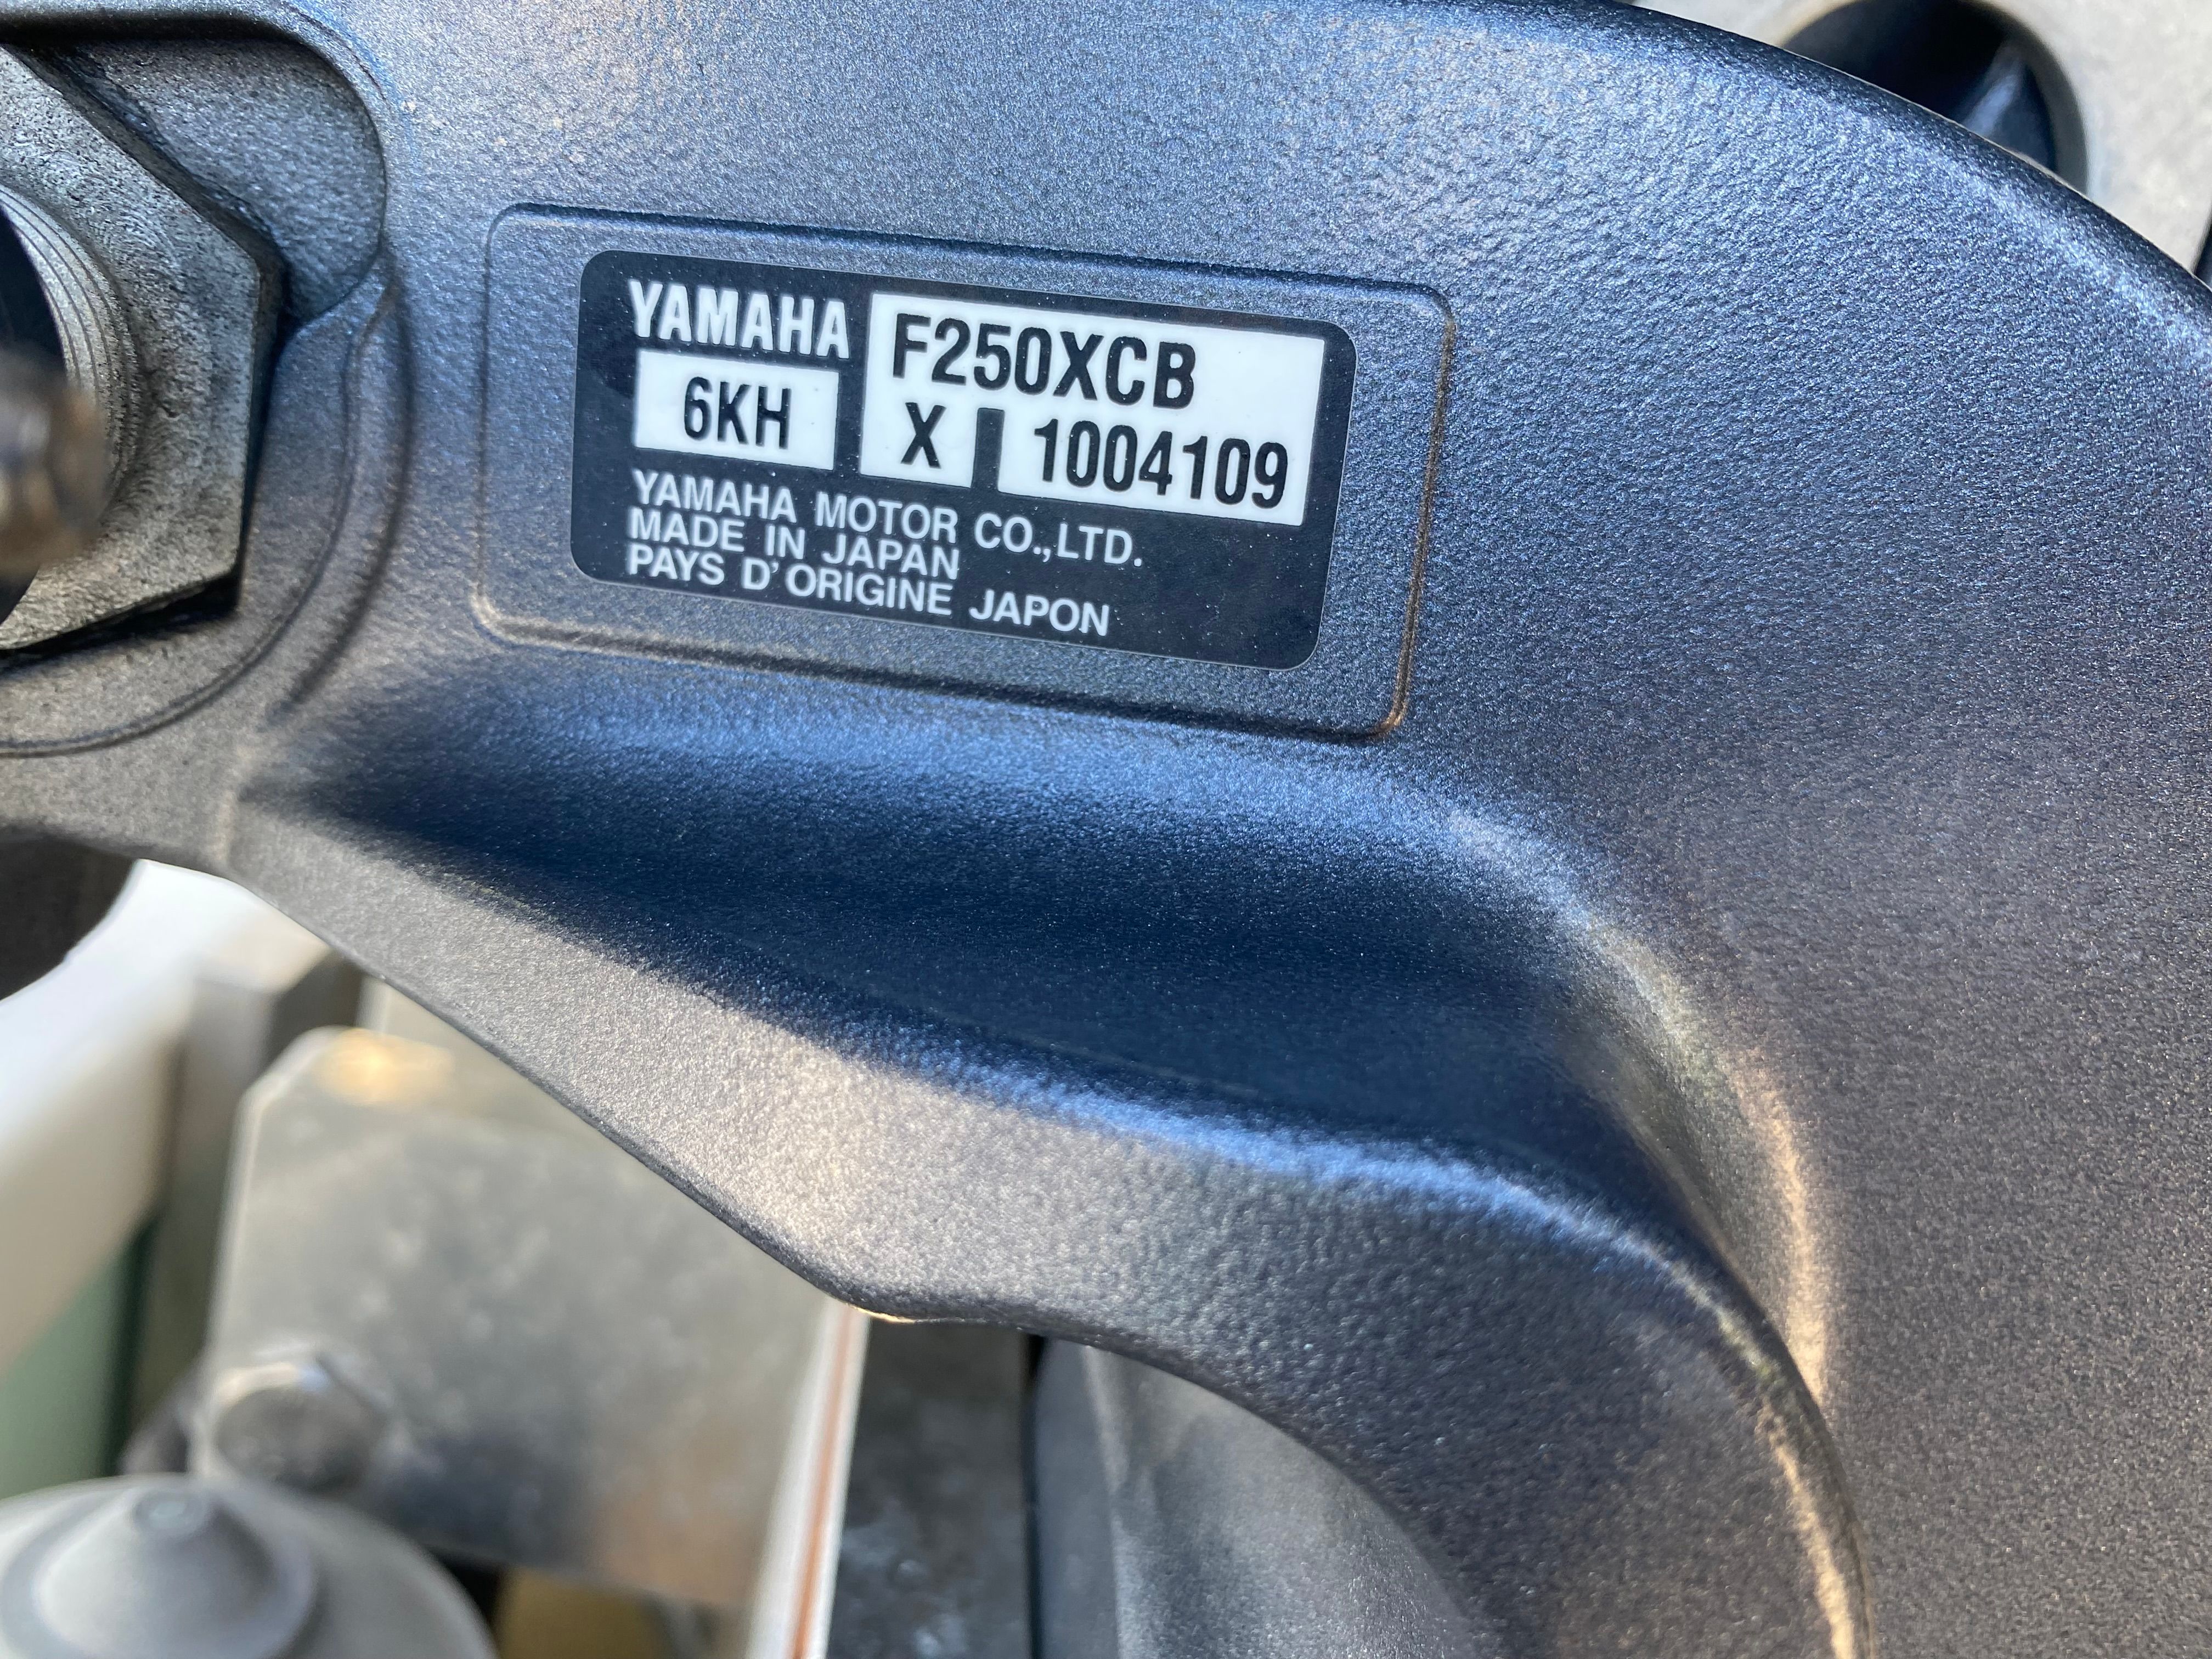 YAMAHA F250XCB
6KH X 1004109
YAMAHA MOTOR CO.,LTD.
MADE IN JAPAN
PAYS D'ORIGINE JAPON